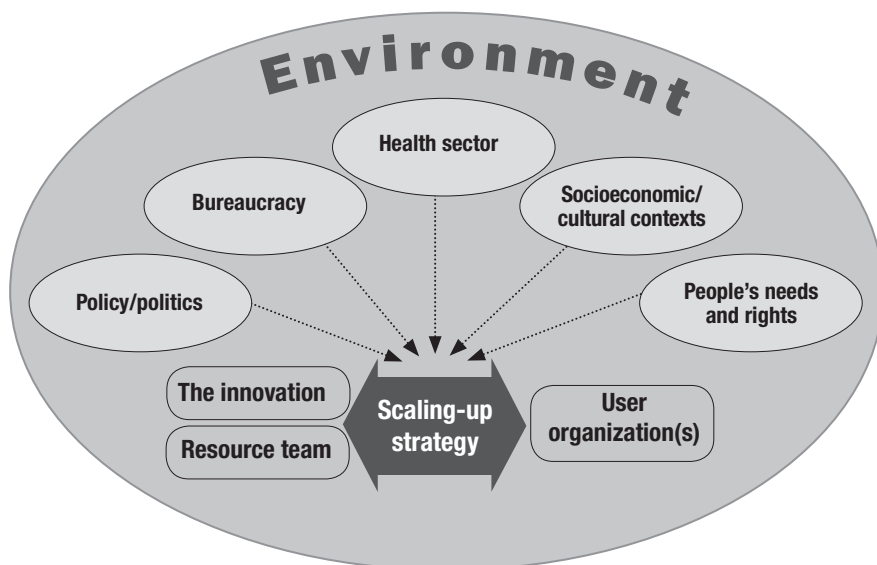 Environment
Health sector
Bureaucracy
Socioeconomic/
cultural contexts
Policy/politics
People's needs
and rights
The innovation
Resource team
Scaling-up
strategy
User
organization(s)